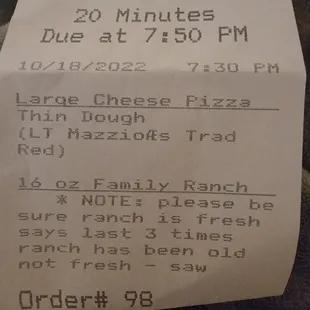 20 Minutes
Due at 7:50 PM
10/18/2022 7:30 PM
Large Cheese Pizza
Thin Dough
(LT MazzioÆs Trad
Red)
16 oz Family Ranch
* NOTE: please be
sure ranch is fresh
says last 3 times
ranch has been old
not fresh - saw
Order# 98